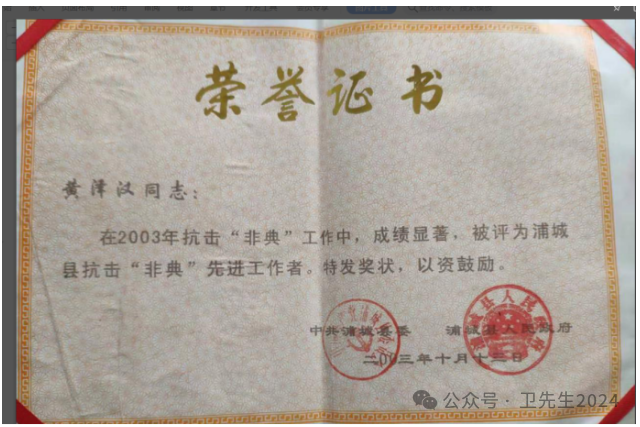 荣誉证书
黄泽汉同志：
在2003年抗击“非典”工作中，成绩显著，被评为浦城
县抗击“非典”先进工作者。特发奖状，以资鼓励。
中共浦城县委 浦城县人民政府
二00三年十月十三日
公众号 · 卫先生2024